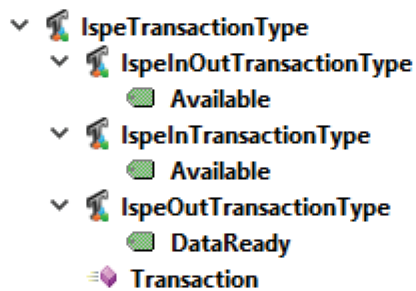 IspeTransactionType
IspeInOutTransactionType
Available
IspeInTransactionType
Available
IspeOutTransactionType
DataReady
Transaction